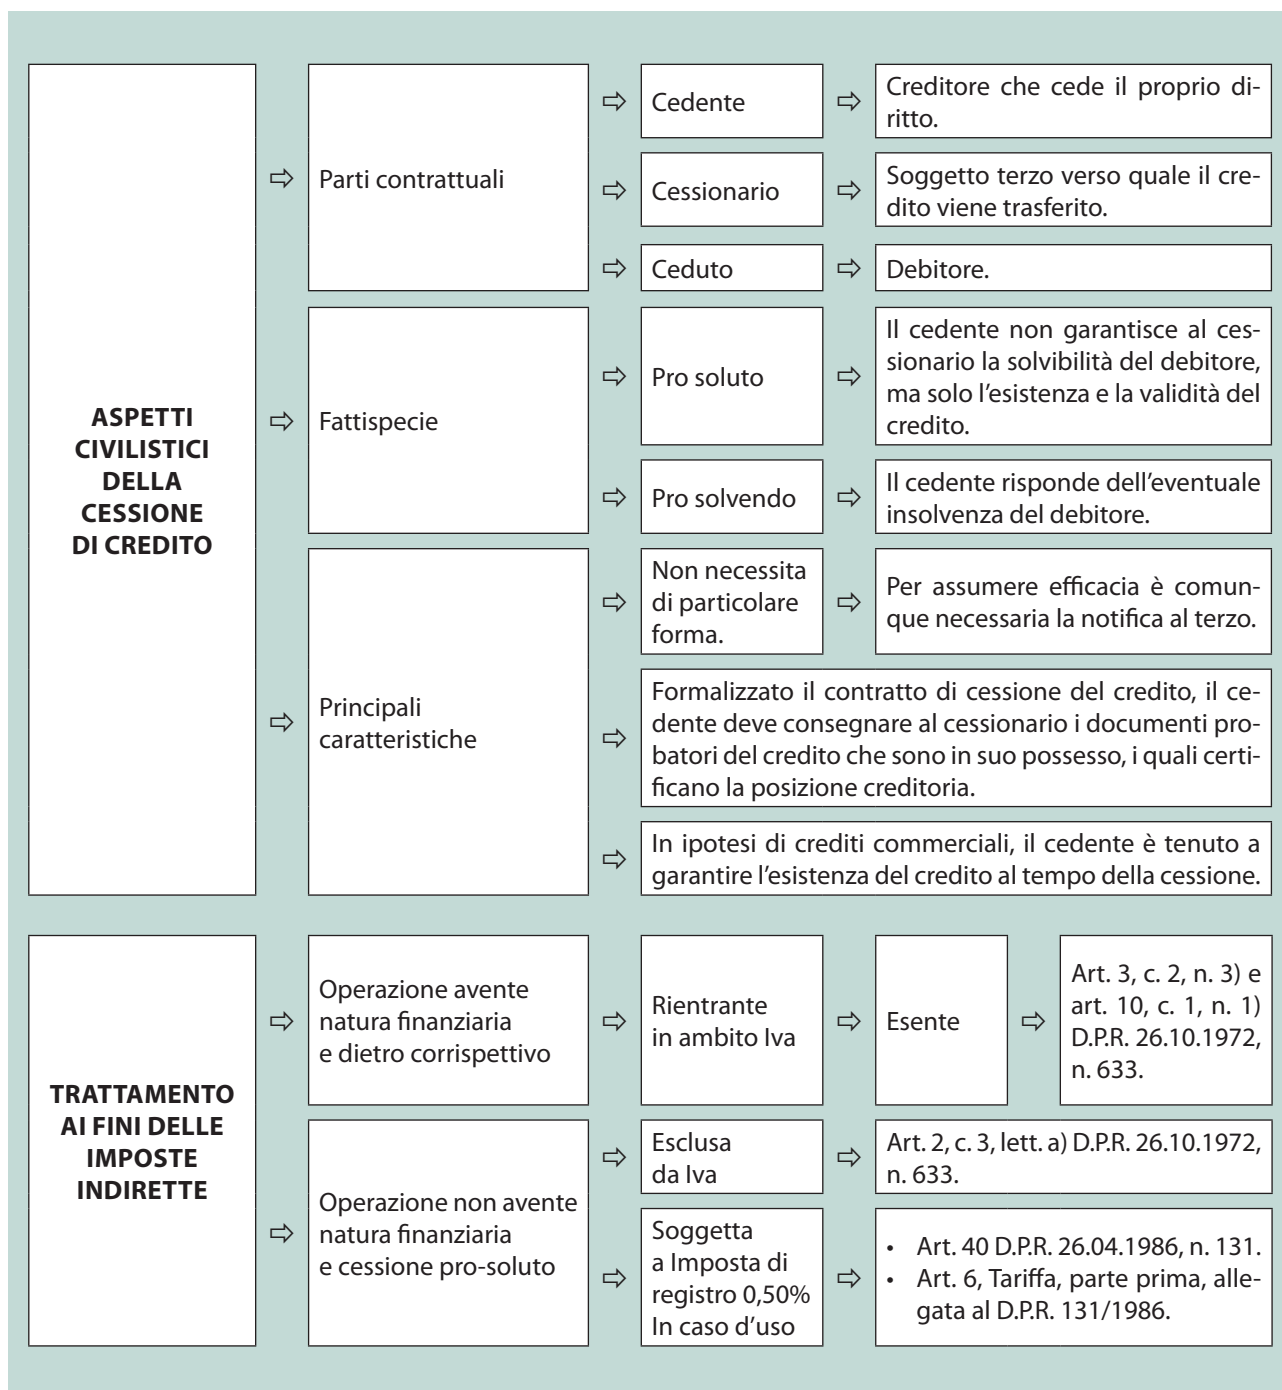 ASPETTI
CIVILISTICI
DELLA
CESSIONE
DI CREDITO
⇨
Parti contrattuali
⇨
Cedente
⇨
Creditore che cede il proprio di-
ritto.
⇨
Cessionario
⇨
Soggetto terzo verso quale il cre-
dito viene trasferito.
⇨
Ceduto
⇨
Debitore.
⇨
Fattispecie
⇨
Pro soluto
⇨
Il cedente non garantisce al ces-
sionario la solvibilità del debitore,
ma solo l'esistenza e la validità del
credito.
⇨
Pro solvendo
⇨
Il cedente risponde dell'eventuale
insolvenza del debitore.
⇨
Principali
caratteristiche
⇨
Non necessita
di particolare
forma.
⇨
Per assumere efficacia è comun-
que necessaria la notifica al terzo.
⇨
Formalizzato il contratto di cessione del credito, il ce-
dente deve consegnare al cessionario i documenti pro-
batori del credito che sono in suo possesso, i quali certi-
ficano la posizione creditoria.
⇨
In ipotesi di crediti commerciali, il cedente è tenuto a
garantire l'esistenza del credito al tempo della cessione.
TRATTAMENTO
AI FINI DELLE
IMPOSTE
INDIRETTE
⇨
Operazione avente
natura finanziaria
e dietro corrispettivo
⇨
Rientrante
in ambito Iva
⇨
Esente
⇨
Art. 3, c. 2, n. 3) e
art. 10, c. 1, n. 1)
D.P.R. 26.10.1972,
n. 633.
⇨
Operazione non avente
natura finanziaria
e cessione pro-soluto
⇨
Esclusa
da Iva
⇨
Art. 2, c. 3, lett. a) D.P.R. 26.10.1972,
n. 633.
⇨
Soggetta
a Imposta di
registro 0,50%
In caso d'uso
⇨
• Art. 40 D.P.R. 26.04.1986, n. 131.
• Art. 6, Tariffa, parte prima, alle-
gata al D.P.R. 131/1986.